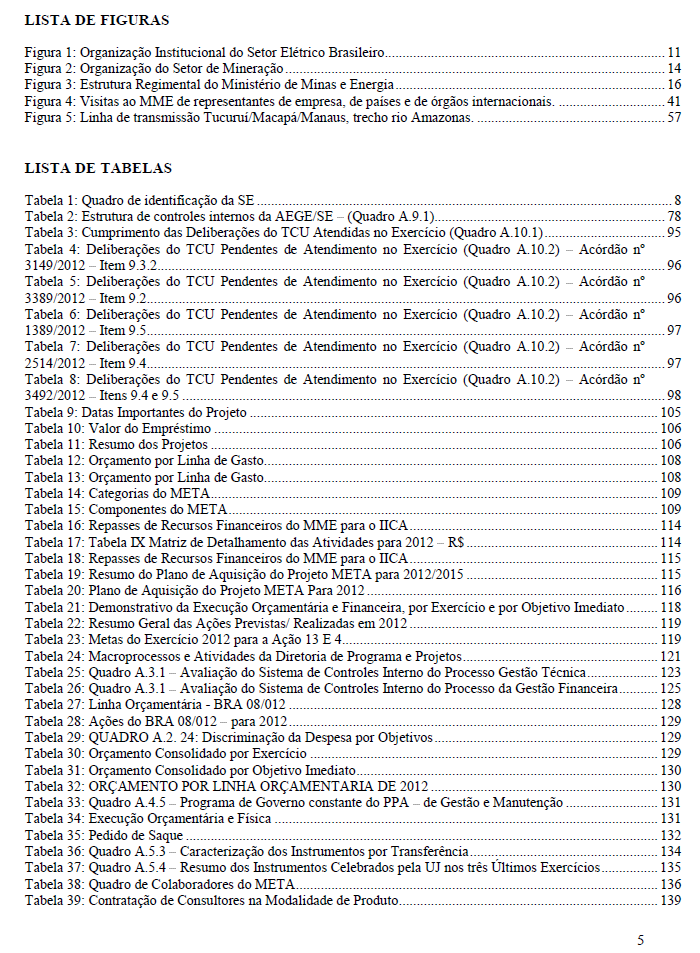 LISTA DE FIGURAS
Figura 1: Organização Institucional do Setor Elétrico Brasileiro.......... 11
Figura 2: Organização do Setor de Mineração .......... 14
Figura 3: Estrutura Regimental do Ministério de Minas e Energia .......... 16
Figura 4: Visitas ao MME de representantes de empresa, de países e de órgãos internacionais. .......... 41
Figura 5: Linha de transmissão Tucuruí/Macapá/Manaus, trecho rio Amazonas. .......... 57
LISTA DE TABELAS
Tabela 1: Quadro de identificação da SE .......... 8
Tabela 2: Estrutura de controles internos da AEGE/SE – (Quadro A.9.1).......... 78
Tabela 3: Cumprimento das Deliberações do TCU Atendidas no Exercício (Quadro A.10.1) .......... 95
Tabela 4: Deliberações do TCU Pendentes de Atendimento no Exercício (Quadro A.10.2) – Acórdão nº
3149/2012 – Item 9.3.2.......... 96
Tabela 5: Deliberações do TCU Pendentes de Atendimento no Exercício (Quadro A.10.2) – Acórdão nº
3389/2012 – Item 9.2.......... 96
Tabela 6: Deliberações do TCU Pendentes de Atendimento no Exercício (Quadro A.10.2) – Acórdão nº
1389/2012 – Item 9.5.......... 97
Tabela 7: Deliberações do TCU Pendentes de Atendimento no Exercício (Quadro A.10.2) – Acórdão nº
2514/2012 – Item 9.4.......... 97
Tabela 8: Deliberações do TCU Pendentes de Atendimento no Exercício (Quadro A.10.2) – Acórdão nº
3492/2012 – Itens 9.4 e 9.5 .......... 98
Tabela 9: Datas Importantes do Projeto .......... 105
Tabela 10: Valor do Empréstimo .......... 106
Tabela 11: Resumo dos Projetos .......... 106
Tabela 12: Orçamento por Linha de Gasto.......... 108
Tabela 13: Orçamento por Linha de Gasto.......... 108
Tabela 14: Categorias do META.......... 109
Tabela 15: Componentes do META.......... 109
Tabela 16: Repasses de Recursos Financeiros do MME para o IICA.......... 114
Tabela 17: Tabela IX Matriz de Detalhamento das Atividades para 2012 – R$ .......... 114
Tabela 18: Repasses de Recursos Financeiros do MME para o IICA.......... 115
Tabela 19: Resumo do Plano de Aquisição do Projeto META para 2012/2015 .......... 115
Tabela 20: Plano de Aquisição do Projeto META Para 2012 .......... 116
Tabela 21: Demonstrativo da Execução Orçamentária e Financeira, por Exercício e por Objetivo Imediato .......... 118
Tabela 22: Resumo Geral das Ações Previstas/ Realizadas em 2012 .......... 119
Tabela 23: Metas do Exercício 2012 para a Ação 13 E 4.......... 119
Tabela 24: Macroprocessos e Atividades da Diretoria de Programa e Projetos.......... 121
Tabela 25: Quadro A.3.1 – Avaliação do Sistema de Controles Interno do Processo Gestão Técnica.......... 123
Tabela 26: Quadro A.3.1 – Avaliação do Sistema de Controles Interno do Processo da Gestão Financeira.......... 125
Tabela 27: Linha Orçamentária - BRA 08/012 .......... 128
Tabela 28: Ações do BRA 08/012 – para 2012.......... 129
Tabela 29: QUADRO A.2. 24: Discriminação da Despesa por Objetivos.......... 129
Tabela 30: Orçamento Consolidado por Exercício .......... 129
Tabela 31: Orçamento Consolidado por Objetivo Imediato.......... 130
Tabela 32: ORÇAMENTO POR LINHA ORÇAMENTARIA DE 2012 .......... 130
Tabela 33: Quadro A.4.5 – Programa de Governo constante do PPA – de Gestão e Manutenção .......... 131
Tabela 34: Execução Orçamentária e Física .......... 131
Tabela 35: Pedido de Saque .......... 132
Tabela 36: Quadro A.5.3 – Caracterização dos Instrumentos por Transferência.......... 134
Tabela 37: Quadro A.5.4 – Resumo dos Instrumentos Celebrados pela UJ nos três Últimos Exercícios.......... 135
Tabela 38: Quadro de Colaboradores do META.......... 136
Tabela 39: Contratação de Consultores na Modalidade de Produto.......... 139
5